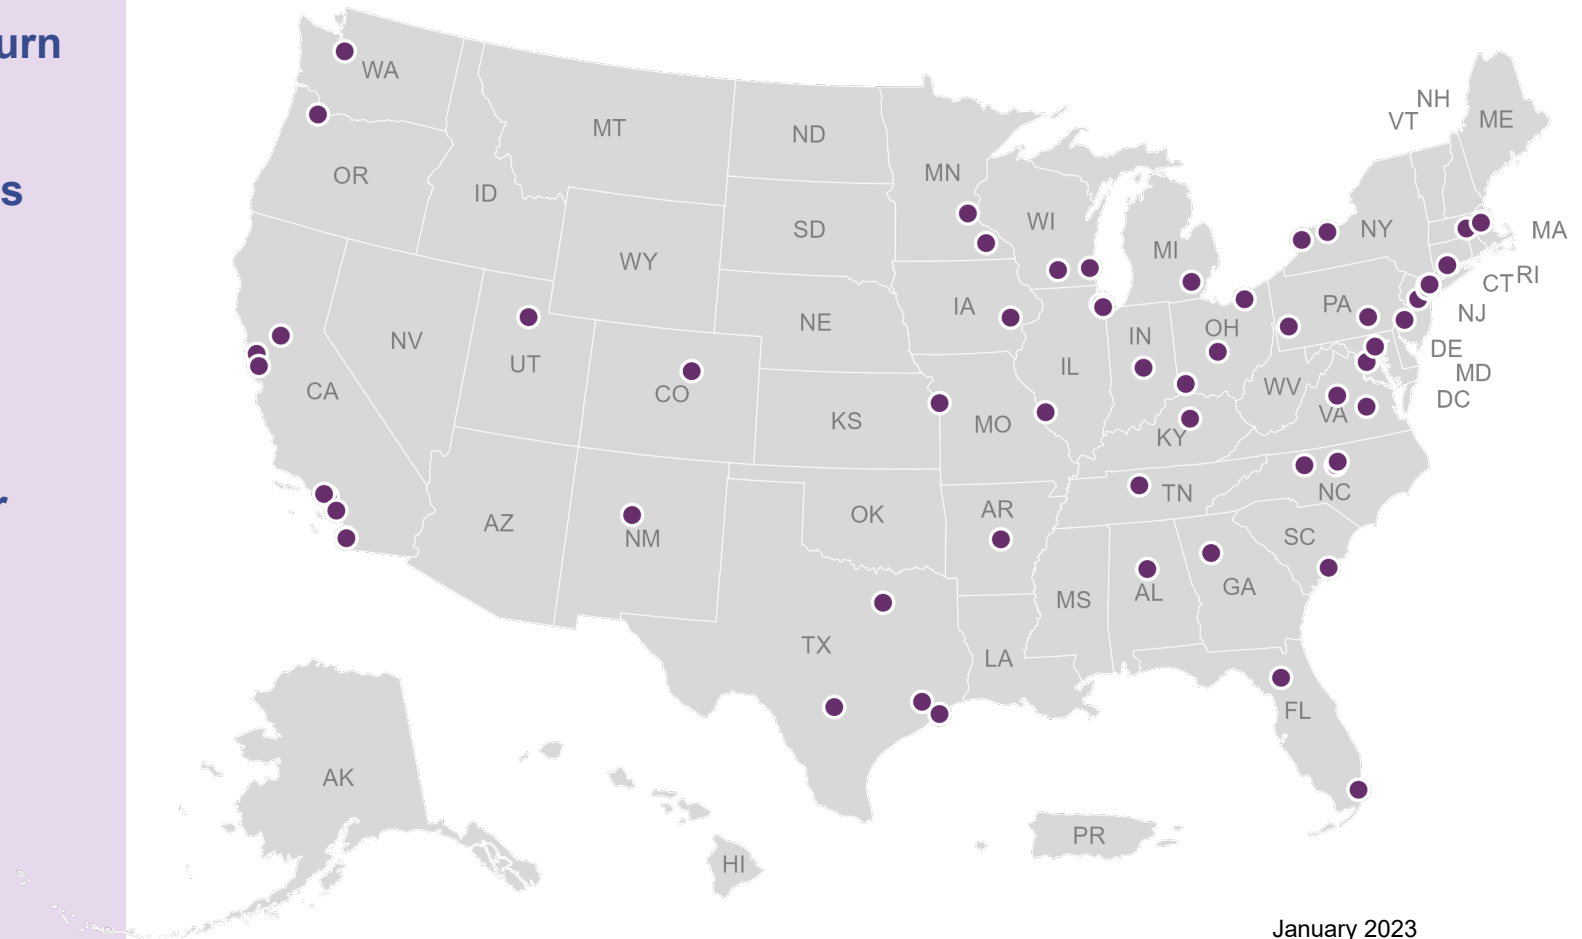 urn
s
r
WA
MT
ND
OR
ID
MN
SD
WI
WY
MI
NH
VT
ME
NY
MA
CT
RI
PA
NJ
IA
NE
NV
UT
CO
CA
IL
IN
OH
DE
MD
DC
WV
VA
KS
MO
KY
AZ
NM
OK
AR
TN
NC
SC
MS
AL
GA
TX
LA
FL
AK
HI
PR
January 2023